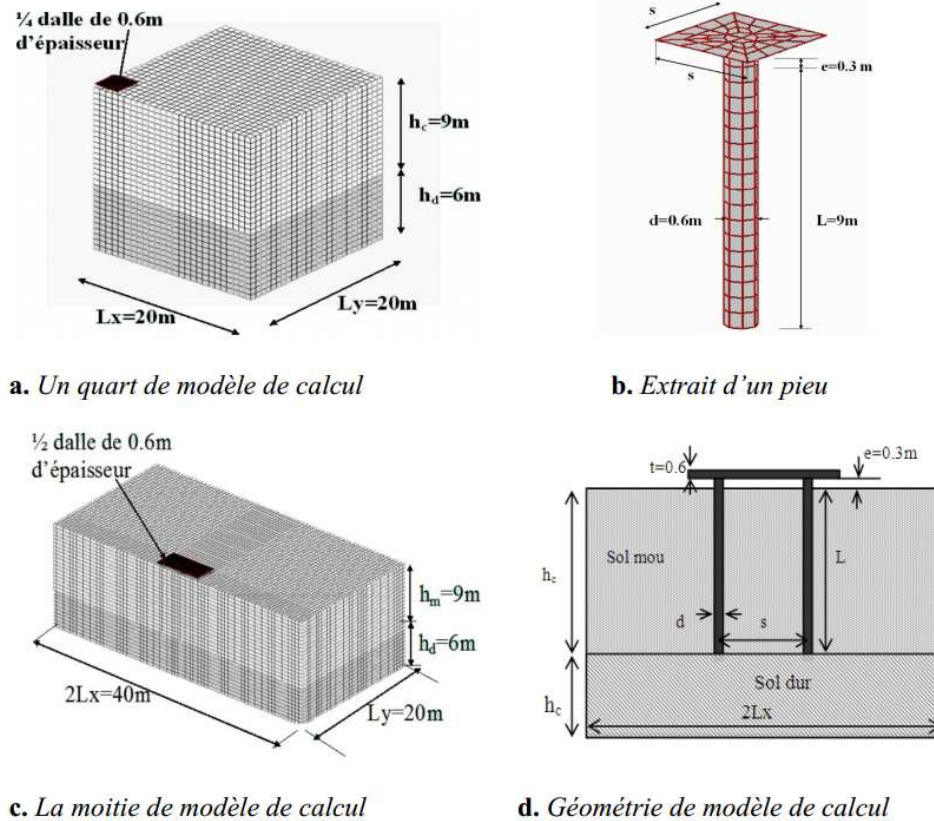 ¼ dalle de 0.6m
d'épaisseur
h_c=9m
h_d=6m
Lx=20m
Ly=20m
s
s
e=0.3 m
d=0.6m
L=9m
a. Un quart de modèle de calcul
b. Extrait d'un pieu
½ dalle de 0.6m
d'épaisseur
h_m=9m
h_d=6m
2Lx=40m
Ly=20m
t=0.6
e=0.3m
Sol mou
h_c
L
d
s
Sol dur
h_c
2Lx
c. La moitie de modèle de calcul
d. Géométrie de modèle de calcul